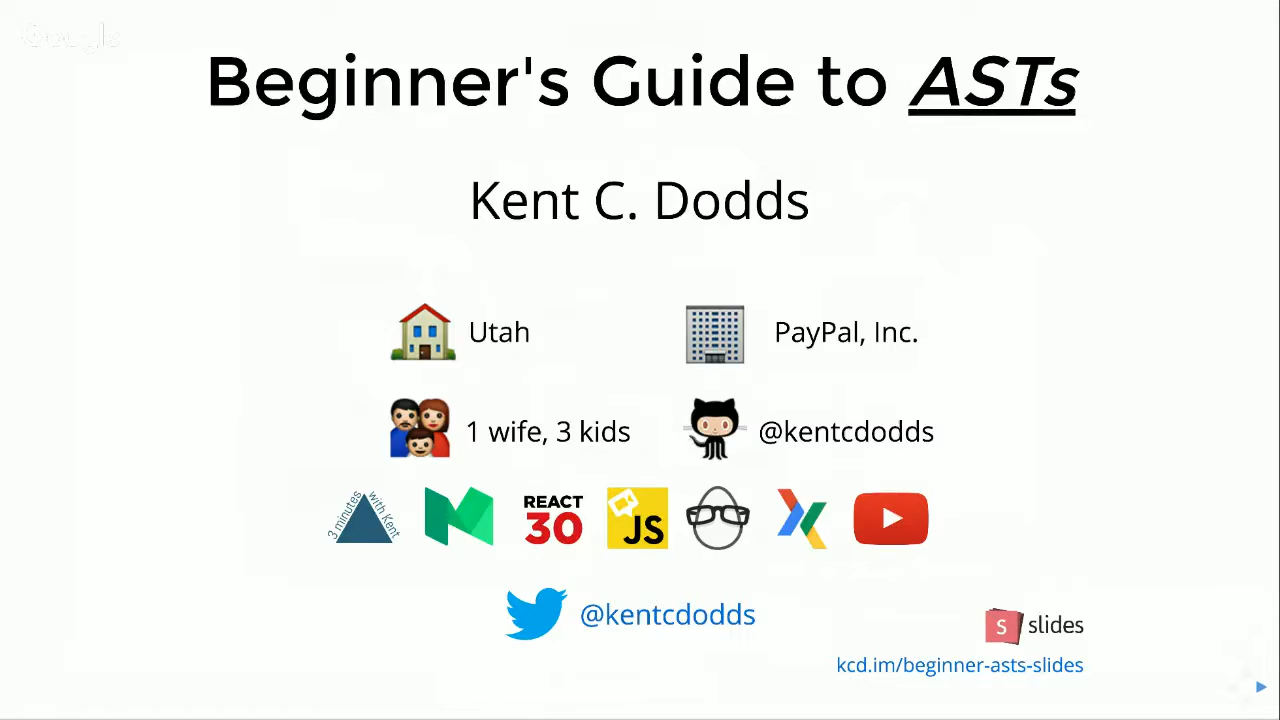 Google
Beginner's Guide to ASTs
Kent C. Dodds
Utah
PayPal, Inc.
1 wife, 3 kids
@kentcdodds
3 minutes with Kent
REACT
30
JS
@kentcdodds
S slides
kcd.im/beginner-asts-slides